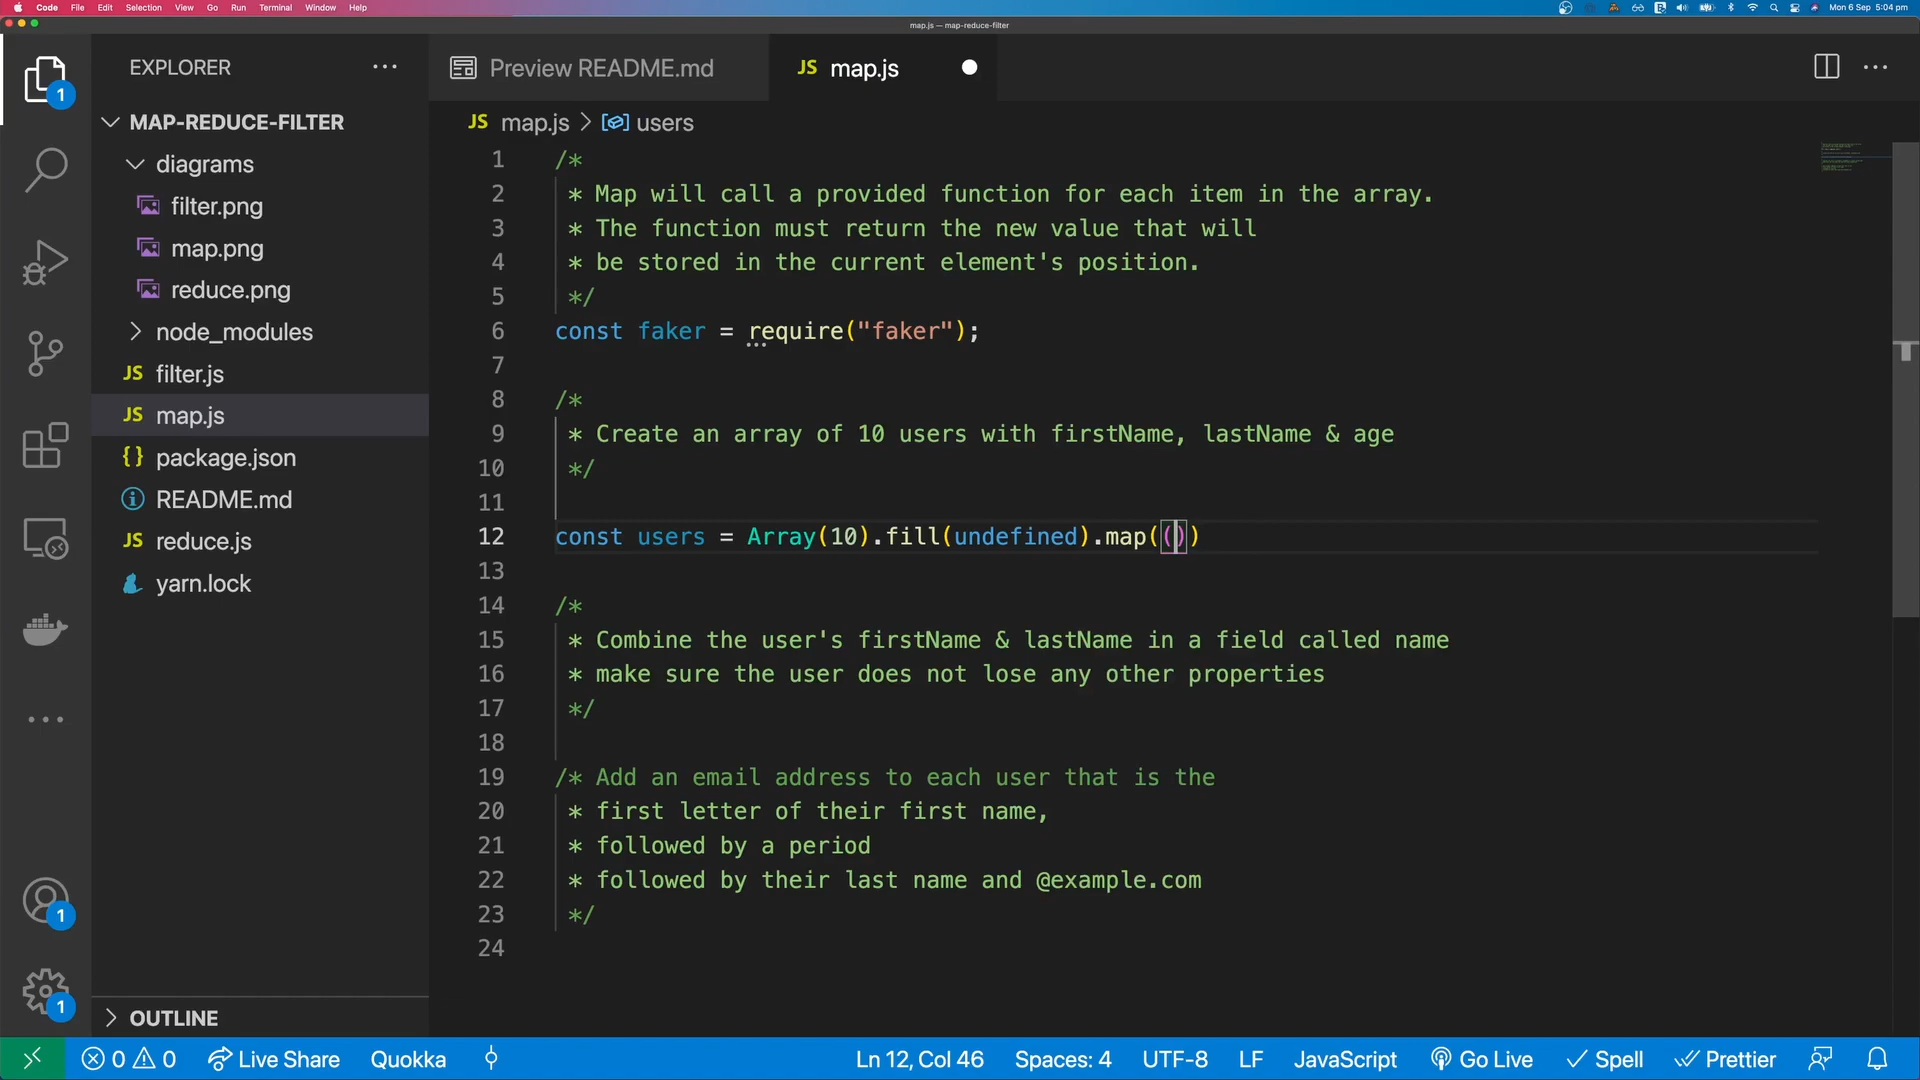 Code File Edit Selection View Go Run Terminal Window Help
Mon 6 Sep 5:04 pm
map.js — map-reduce-filter
EXPLORER
1
MAP-REDUCE-FILTER
diagrams
filter.png
map.png
reduce.png
node_modules
JS filter.js
JS map.js
{} package.json
README.md
JS reduce.js
yarn.lock
1
1
OUTLINE
Preview README.md
JS map.js
JS map.js > users
1 /*
2 * Map will call a provided function for each item in the array.
3 * The function must return the new value that will
4 * be stored in the current element's position.
5 */
6 const faker = require("faker");
7
8 /*
9 * Create an array of 10 users with firstName, lastName & age
10 */
11
12 const users = Array(10).fill(undefined).map(())
13
14 /*
15 * Combine the user's firstName & lastName in a field called name
16 * make sure the user does not lose any other properties
17 */
18
19 /* Add an email address to each user that is the
20 * first letter of their first name,
21 * followed by a period
22 * followed by their last name and @example.com
23 */
24
0 0 Live Share Quokka Ln 12, Col 46 Spaces: 4 UTF-8 LF JavaScript Go Live Spell Prettier